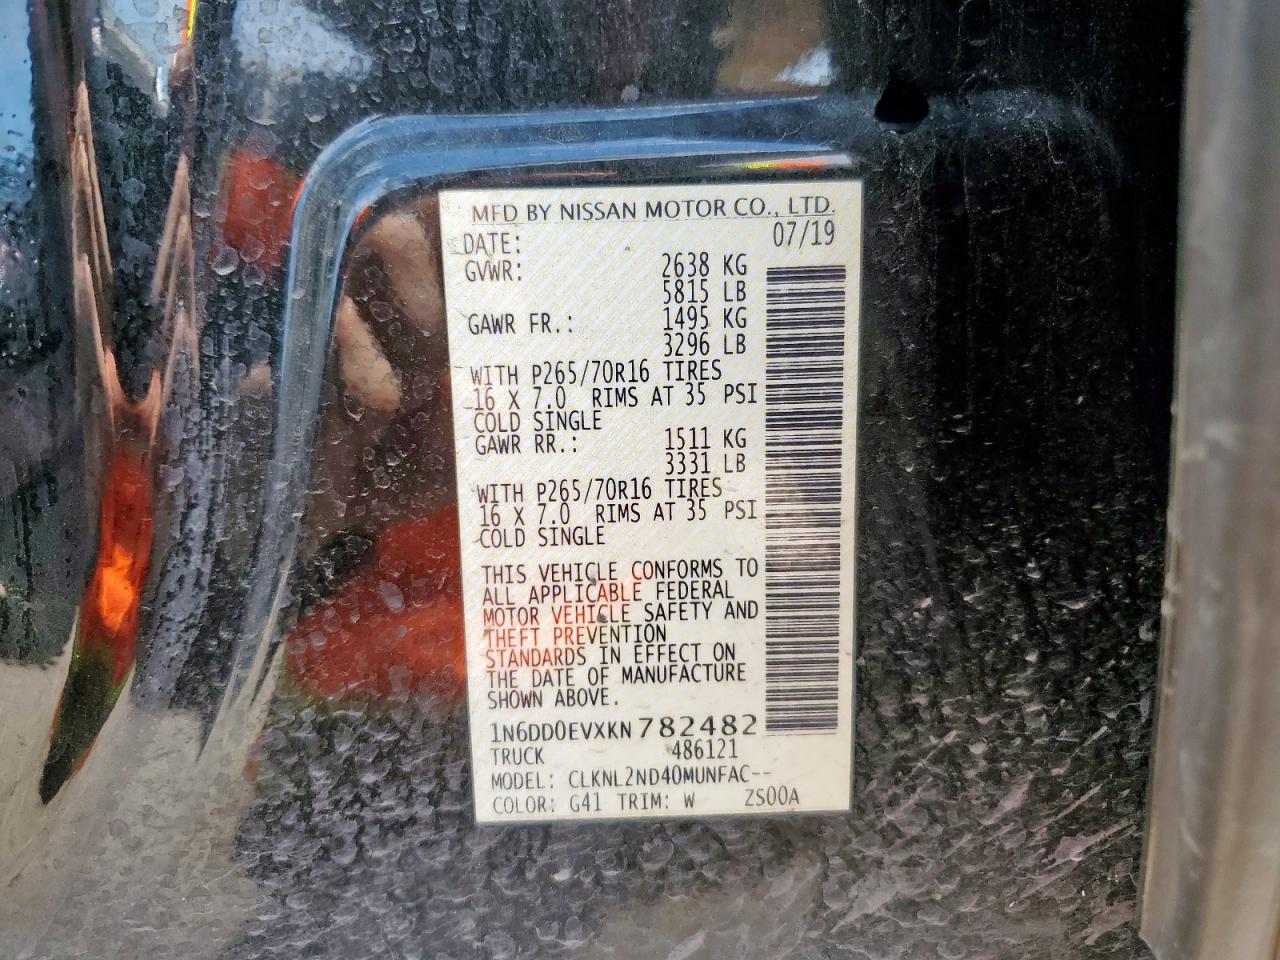 MFD BY NISSAN MOTOR CO., LTD.
DATE: 07/19
GVWR: 2638 KG
5815 LB
GAWR FR.: 1495 KG
3296 LB
WITH P265/70R16 TIRES
16 X 7.0 RIMS AT 35 PSI
COLD SINGLE
GAWR RR.: 1511 KG
3331 LB
WITH P265/70R16 TIRES
16 X 7.0 RIMS AT 35 PSI
COLD SINGLE
THIS VEHICLE CONFORMS TO
ALL APPLICABLE FEDERAL
MOTOR VEHICLE SAFETY AND
THEFT PREVENTION
STANDARDS IN EFFECT ON
THE DATE OF MANUFACTURE
SHOWN ABOVE.
1N6DD0EVXKN782482
TRUCK 486121
MODEL: CLKNL2ND40MUNFAC--
COLOR: G41 TRIM: W ZS00A